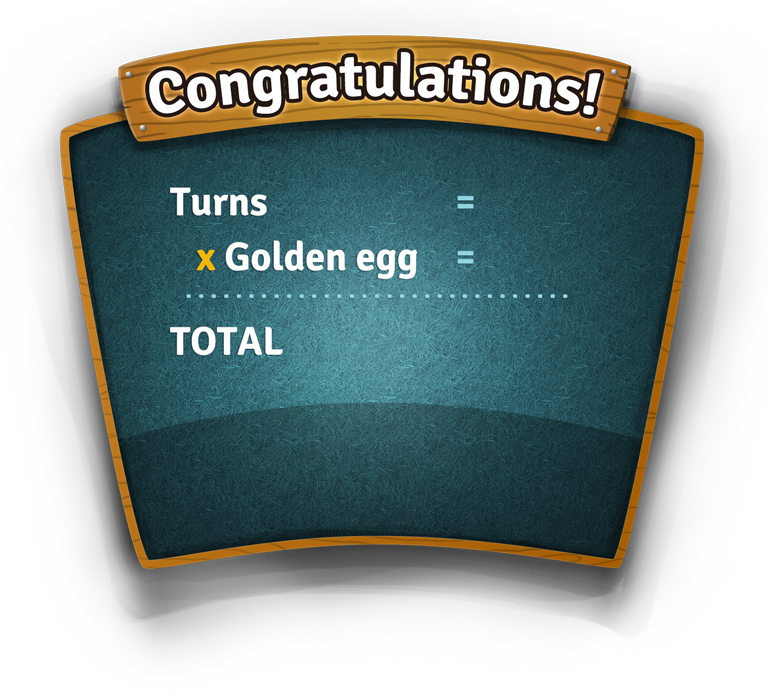 Congratulations!
Turns =
x Golden egg =
TOTAL